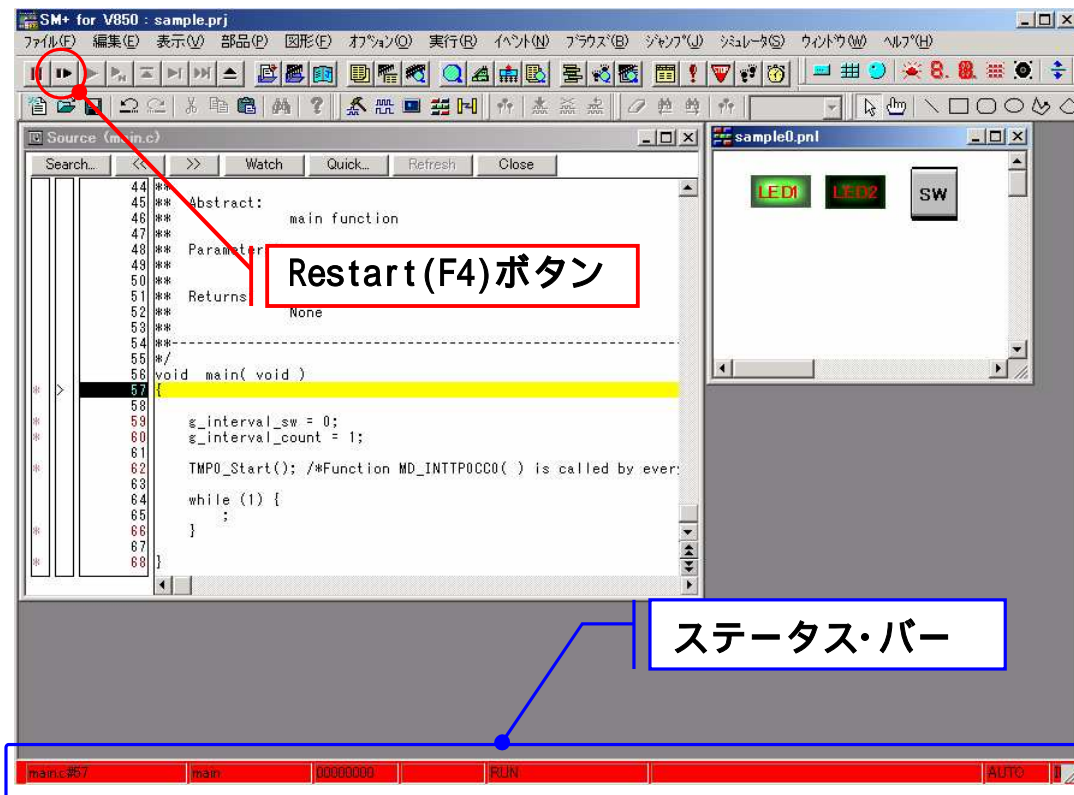 SM+ for V850 : sample.prj
ファイル(F) 編集(E) 表示(V) 部品(P) 図形(F) オプション(O) 実行(R) イベント(N) ブラウズ(B) ジャンプ(J) シミュレータ(S) ウィンドウ(W) ヘルプ(H)
Source (main.c)
Search... << >> Watch Quick... Refresh Close
44 **
45 ** Abstract:
46 ** main function
47 **
48 ** Parameter
49 **
50 **
51 ** Returns
52 ** None
53 **
54 **------------------------------------------------------------
55 */
* > 56 void main( void )
57 {
58
* 59 g_interval_sw = 0;
* 60 g_interval_count = 1;
61
* 62 TMP0_Start(); /*Function MD_INTTP0CC0( ) is called by every
63
64 while (1) {
65 ;
* 66 }
67
* 68 }
Restart(F4)ボタン
sample0.pnl
LED1 LED2 SW
ステータス・バー
main.c#57 main 00000000 RUN AUTO